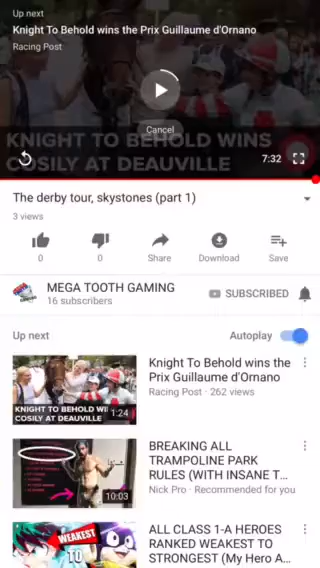 Up next
Knight To Behold wins the Prix Guillaume d'Ornano
Racing Post
Cancel
KNIGHT TO BEHOLD WINS
COSILY AT DEAUVILLE
7:32
The derby tour, skystones (part 1)
3 views
0
0
Share
Download
Save
MEGA TOOTH GAMING
16 subscribers
SUBSCRIBED
Up next
Autoplay
Knight To Behold wins the
Prix Guillaume d'Ornano
Racing Post · 262 views
KNIGHT TO BEHOLD WI
COSILY AT DEAUVILLE
1:24
BREAKING ALL
TRAMPOLINE PARK
RULES (WITH INSANE T...
Nick Pro · Recommended for you
10:03
ALL CLASS 1-A HEROES
RANKED WEAKEST TO
STRONGEST (My Hero A...
WEAKEST
TO